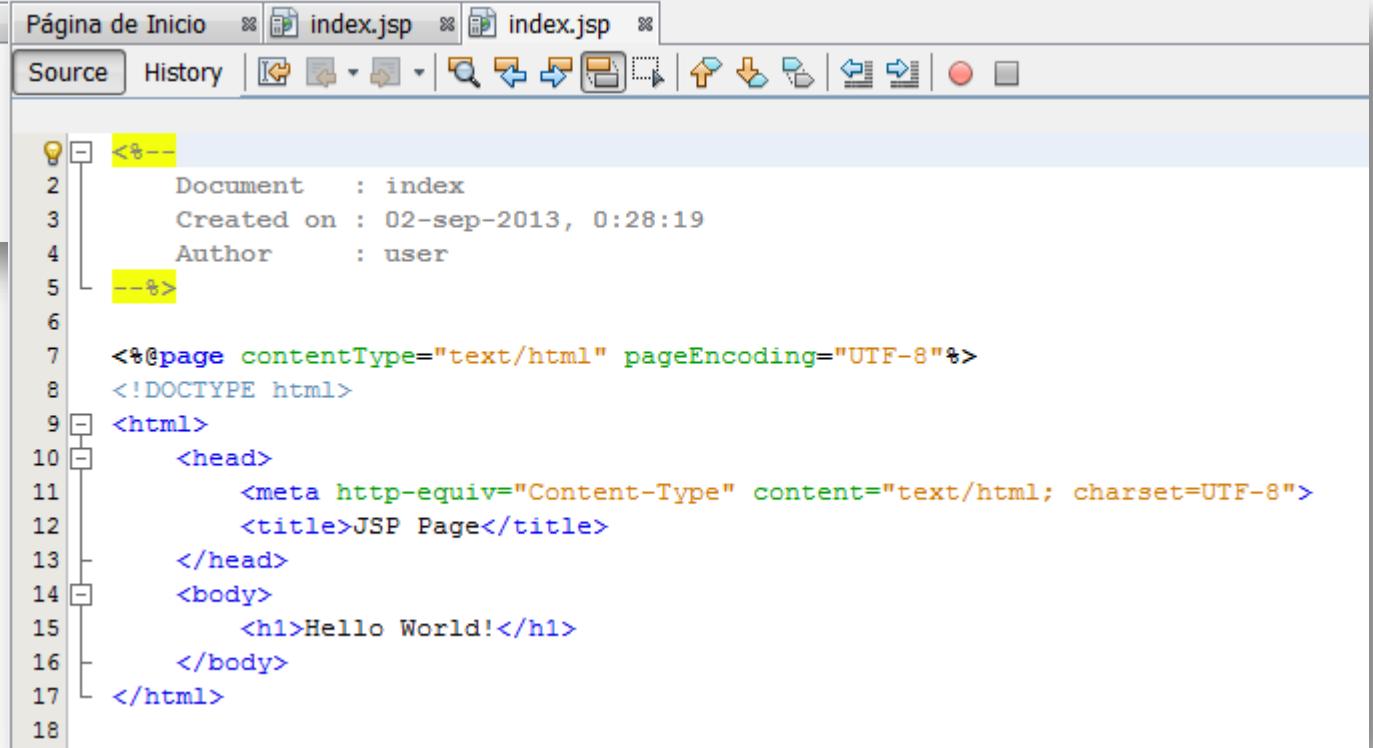 Página de Inicio index.jsp index.jsp
Source History
<%--
2     Document   : index
3     Created on : 02-sep-2013, 0:28:19
4     Author     : user
5 --%>
6
7 <%@page contentType="text/html" pageEncoding="UTF-8"%>
8 <!DOCTYPE html>
9 <html>
10     <head>
11         <meta http-equiv="Content-Type" content="text/html; charset=UTF-8">
12         <title>JSP Page</title>
13     </head>
14     <body>
15         <h1>Hello World!</h1>
16     </body>
17 </html>
18